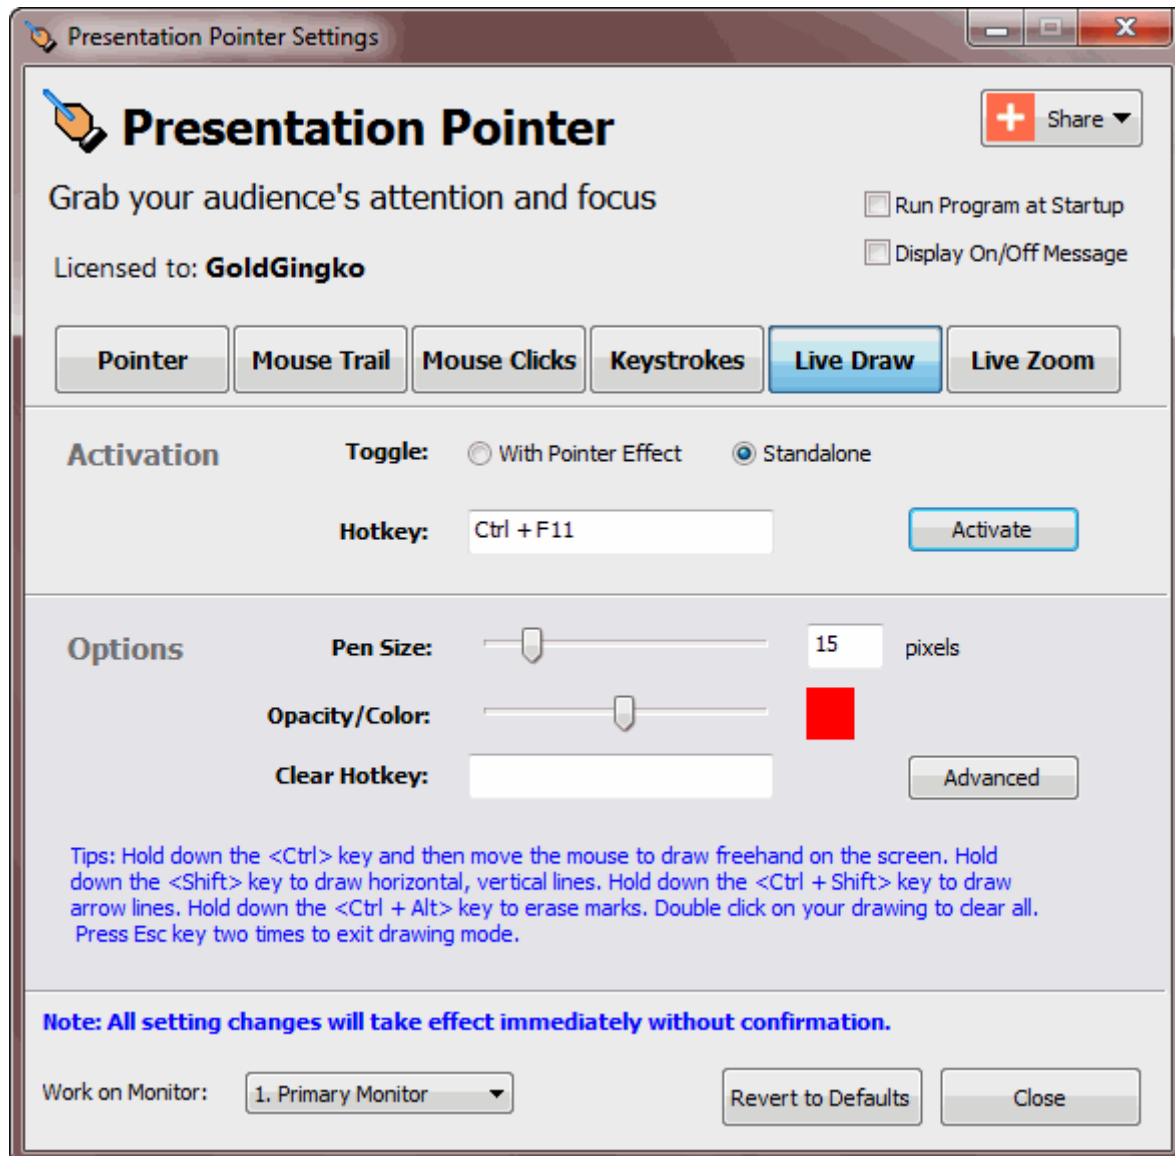 Presentation Pointer Settings
Presentation Pointer
Share
Grab your audience's attention and focus
Run Program at Startup
Display On/Off Message
Licensed to: GoldGingko
Pointer Mouse Trail Mouse Clicks Keystrokes Live Draw Live Zoom
Activation Toggle: With Pointer Effect Standalone
Hotkey: Ctrl + F11 Activate
Options Pen Size: 15 pixels
Opacity/Color:
Clear Hotkey: Advanced
Tips: Hold down the <Ctrl> key and then move the mouse to draw freehand on the screen. Hold
down the <Shift> key to draw horizontal, vertical lines. Hold down the <Ctrl + Shift> key to draw
arrow lines. Hold down the <Ctrl + Alt> key to erase marks. Double click on your drawing to clear all.
Press Esc key two times to exit drawing mode.
Note: All setting changes will take effect immediately without confirmation.
Work on Monitor: 1. Primary Monitor Revert to Defaults Close